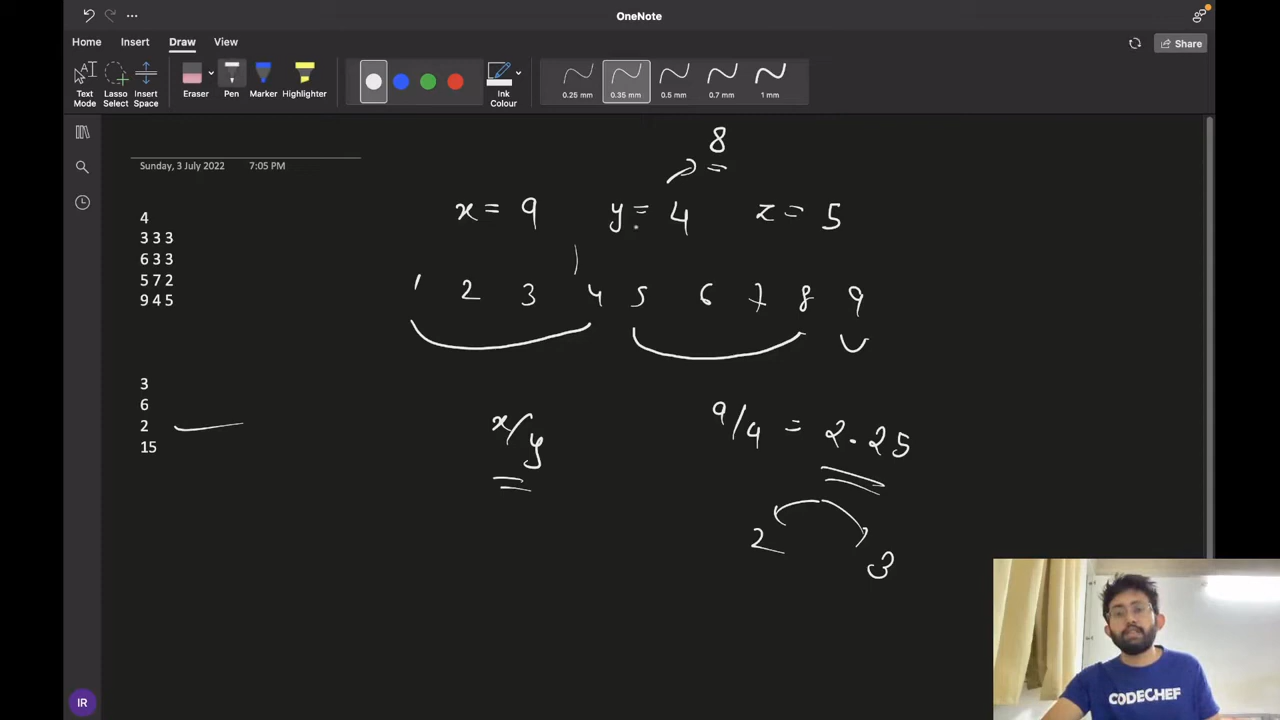 OneNote
Home Insert Draw View
Share
Text Mode
Lasso Select
Insert Space
Eraser
Pen
Marker
Highlighter
Ink Colour
0.25 mm
0.35 mm
0.5 mm
0.7 mm
1 mm
Sunday, 3 July 2022 7:05 PM
8
x = 9 y = 4 z = 5
4
3 3 3
6 3 3
5 7 2
9 4 5
1 2 3 4 5 6 7 8 9
3
6
2
15
x/y
9/4 = 2.25
2 3
CODECHEF
IR